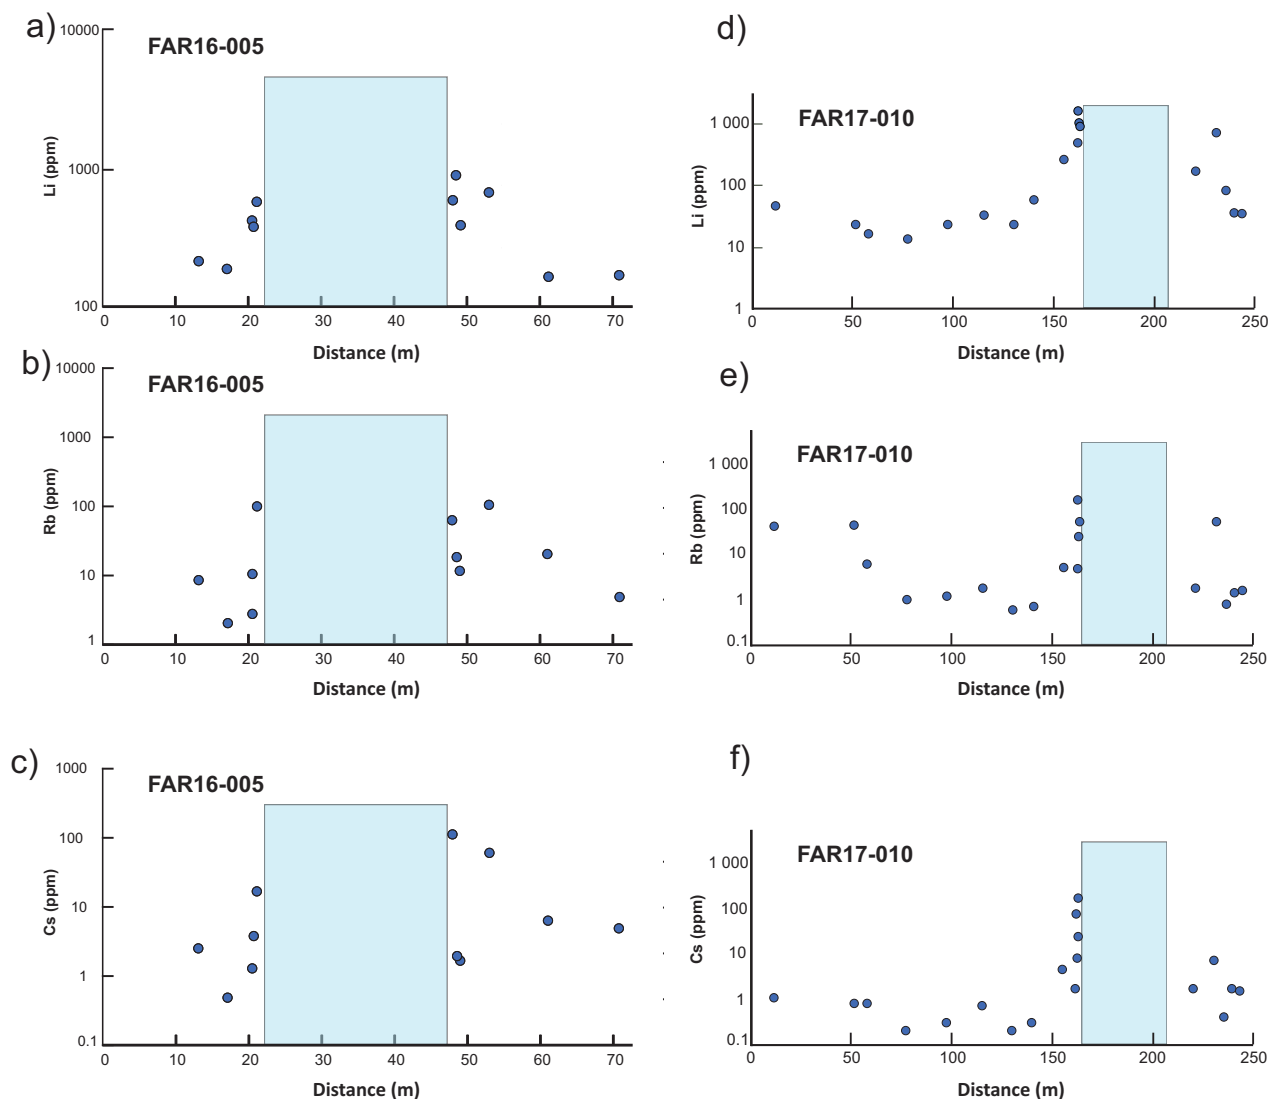 a)
FAR16-005
10000
1000
100
Li (ppm)
0 10 20 30 40 50 60 70
Distance (m)
b)
FAR16-005
10000
1000
100
10
1
Rb (ppm)
0 10 20 30 40 50 60 70
Distance (m)
c)
FAR16-005
1000
100
10
1
0.1
Cs (ppm)
0 10 20 30 40 50 60 70
Distance (m)
d)
FAR17-010
1 000
100
10
1
Li (ppm)
0 50 100 150 200 250
Distance (m)
e)
FAR17-010
1 000
100
10
1
0.1
Rb (ppm)
0 50 100 150 200 250
Distance (m)
f)
FAR17-010
1 000
100
10
1
0.1
Cs (ppm)
0 50 100 150 200 250
Distance (m)